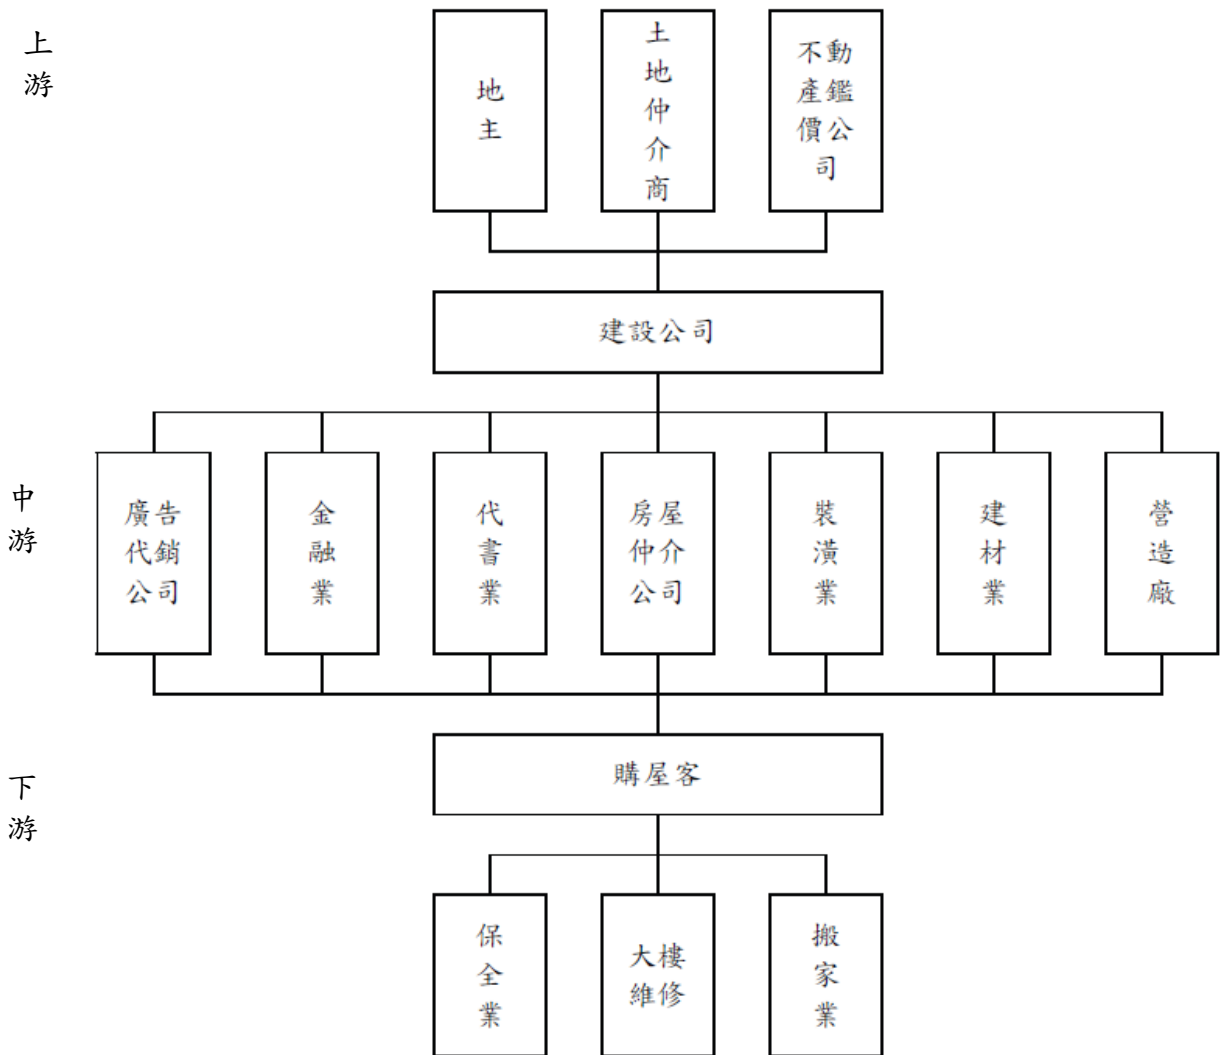 上游
地主
土地仲介商
不動
產鑑
價公
司
建設公司
中游
廣告
代銷
公司
金融業
代書業
房屋
仲介
公司
裝潢業
建材業
營造廠
下游
購屋客
保全業
大樓
維修
搬家業